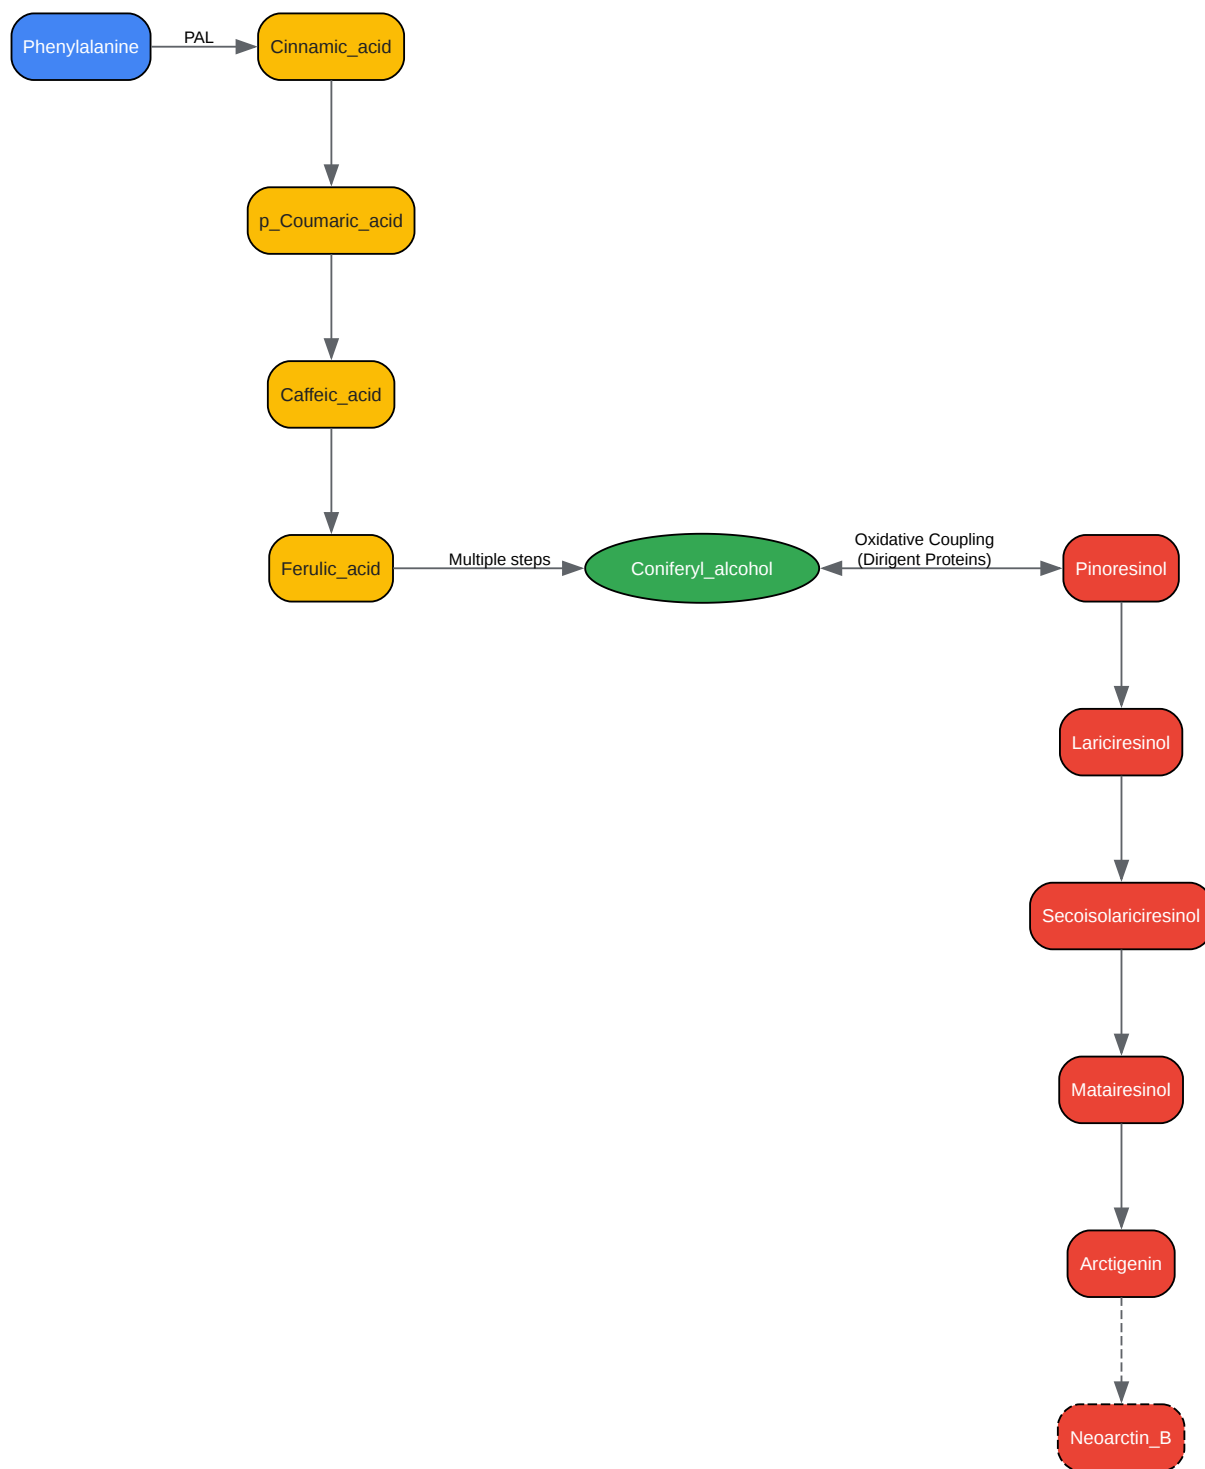 Phenylalanine
PAL
Cinnamic_acid
p_Coumaric_acid
Caffeic_acid
Ferulic_acid
Multiple steps
Coniferyl_alcohol
Oxidative Coupling
(Dirigent Proteins)
Pinoresinol
Lariciresinol
Secoisolariciresinol
Matairesinol
Arctigenin
Neoarctin_B